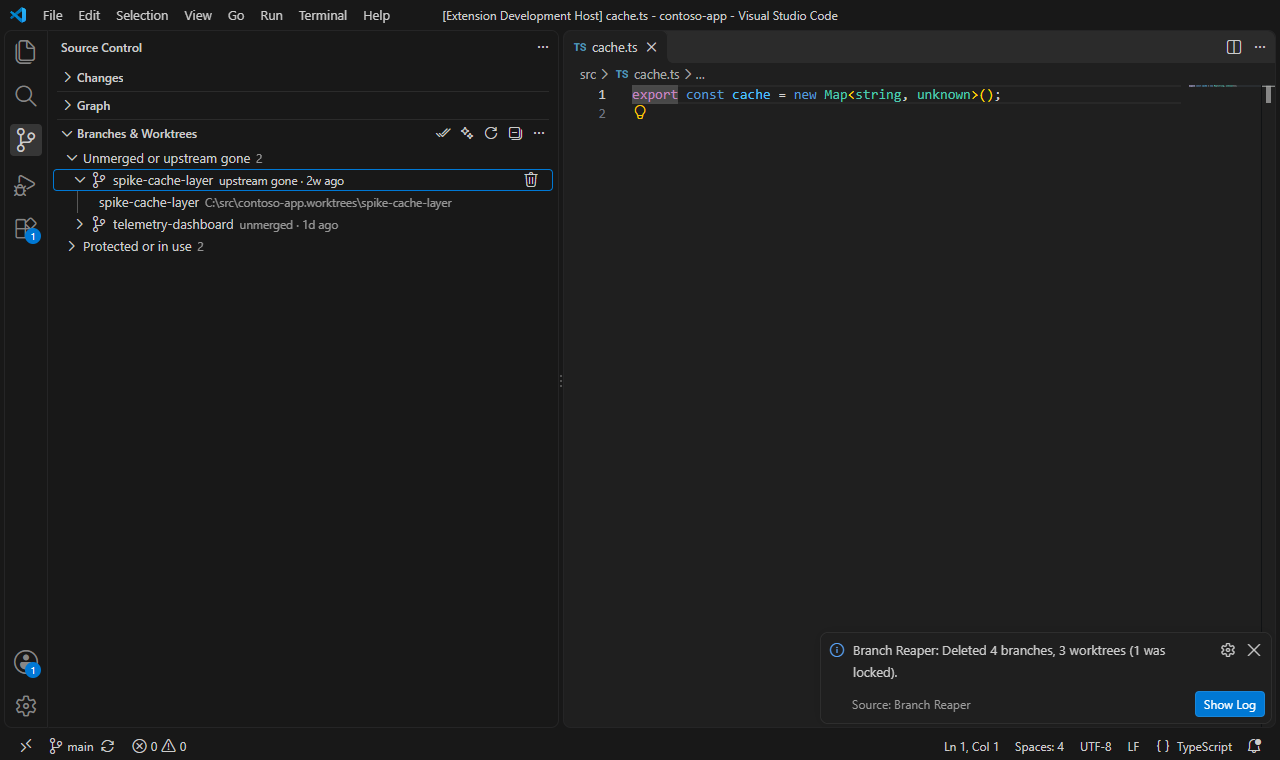 File Edit Selection View Go Run Terminal Help [Extension Development Host] cache.ts - contoso-app - Visual Studio Code
Source Control
Changes
Graph
Branches & Worktrees
Unmerged or upstream gone 2
spike-cache-layer upstream gone · 2w ago
spike-cache-layer C:\src\contoso-app.worktrees\spike-cache-layer
telemetry-dashboard unmerged · 1d ago
Protected or in use 2
1
1
TS cache.ts
src > TS cache.ts > ...
1 export const cache = new Map<string, unknown>();
2
Branch Reaper: Deleted 4 branches, 3 worktrees (1 was
locked).
Source: Branch Reaper
Show Log
main 0 0 Ln 1, Col 1 Spaces: 4 UTF-8 LF { } TypeScript